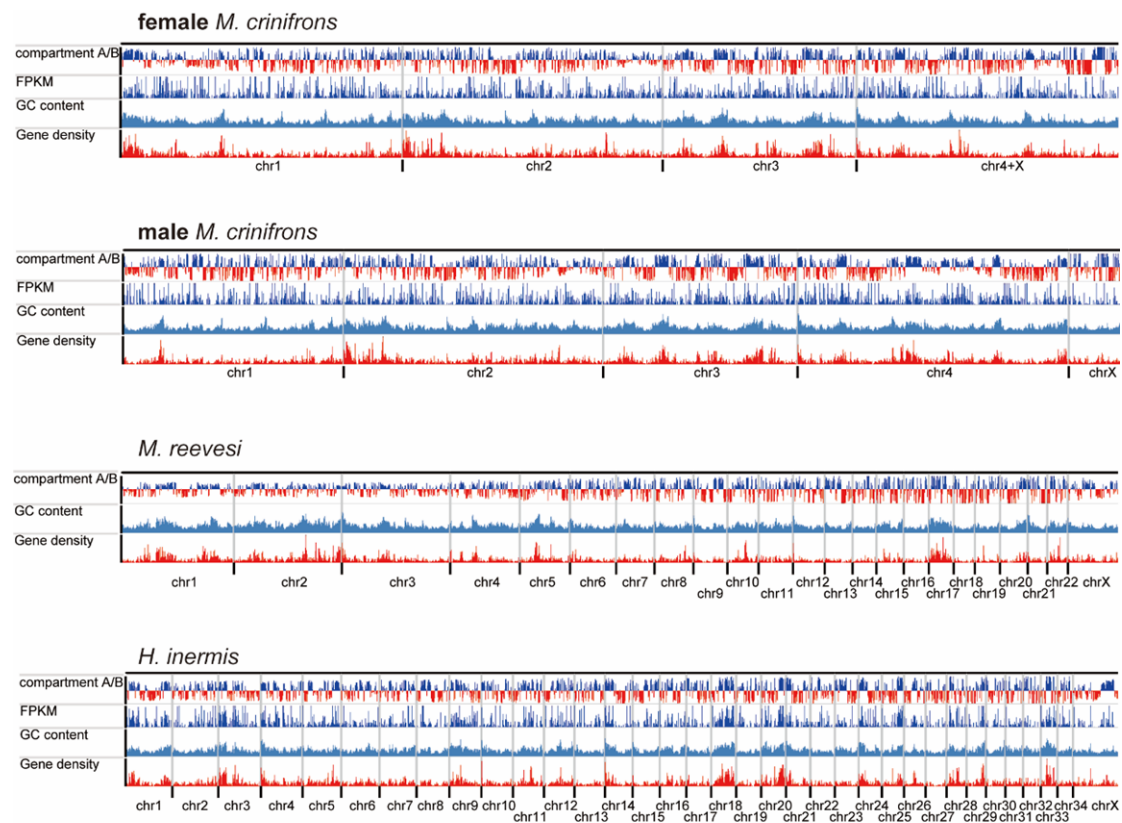 female M. crinifrons
compartment A/B
FPKM
GC content
Gene density
chr1 chr2 chr3 chr4+X
male M. crinifrons
compartment A/B
FPKM
GC content
Gene density
chr1 chr2 chr3 chr4 chrX
M. reevesi
compartment A/B
GC content
Gene density
chr1 chr2 chr3 chr4 chr5 chr6 chr7 chr8 chr10 chr12 chr14 chr16 chr18 chr20 chr22 chrX
chr9 chr11 chr13 chr15 chr17 chr19 chr21
H. inermis
compartment A/B
FPKM
GC content
Gene density
chr1 chr2 chr3 chr4 chr5 chr6 chr7 chr8 chr9 chr10 chr12 chr14 chr16 chr18 chr20 chr22 chr24 chr26 chr28 chr30 chr32 chr34 chrX
chr11 chr13 chr15 chr17 chr19 chr21 chr23 chr25 chr27 chr29 chr31 chr33